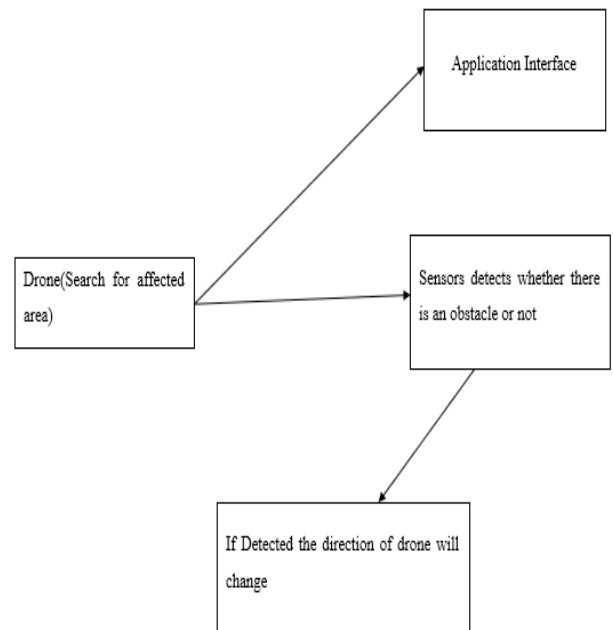 Application Interface
Drone(Search for affected
area)
Sensors detects whether there
is an obstacle or not
If Detected the direction of drone will
change